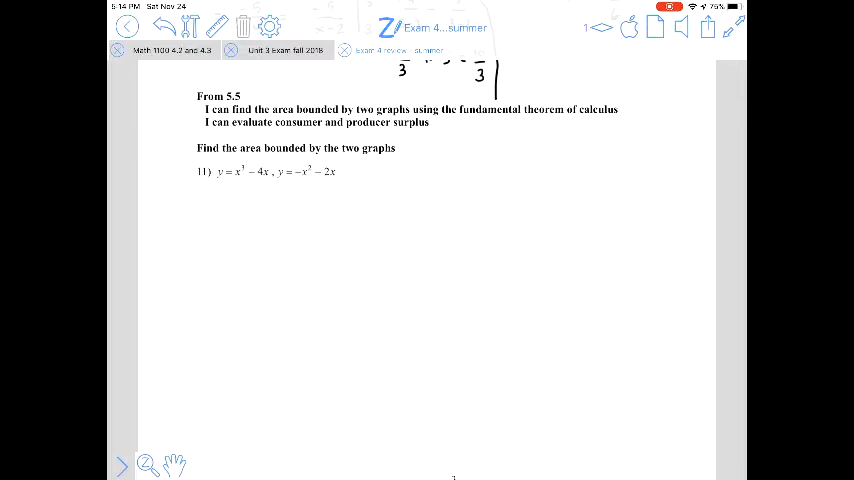 5:14 PM Sat Nov 24
75%
Exam 4...summer
1
Math 1100 4.2 and 4.3
Unit 3 Exam fall 2018
Exam 4 review - summer
3
3
From 5.5
I can find the area bounded by two graphs using the fundamental theorem of calculus
I can evaluate consumer and producer surplus
Find the area bounded by the two graphs
11) y = x³ − 4x , y = −x² − 2x